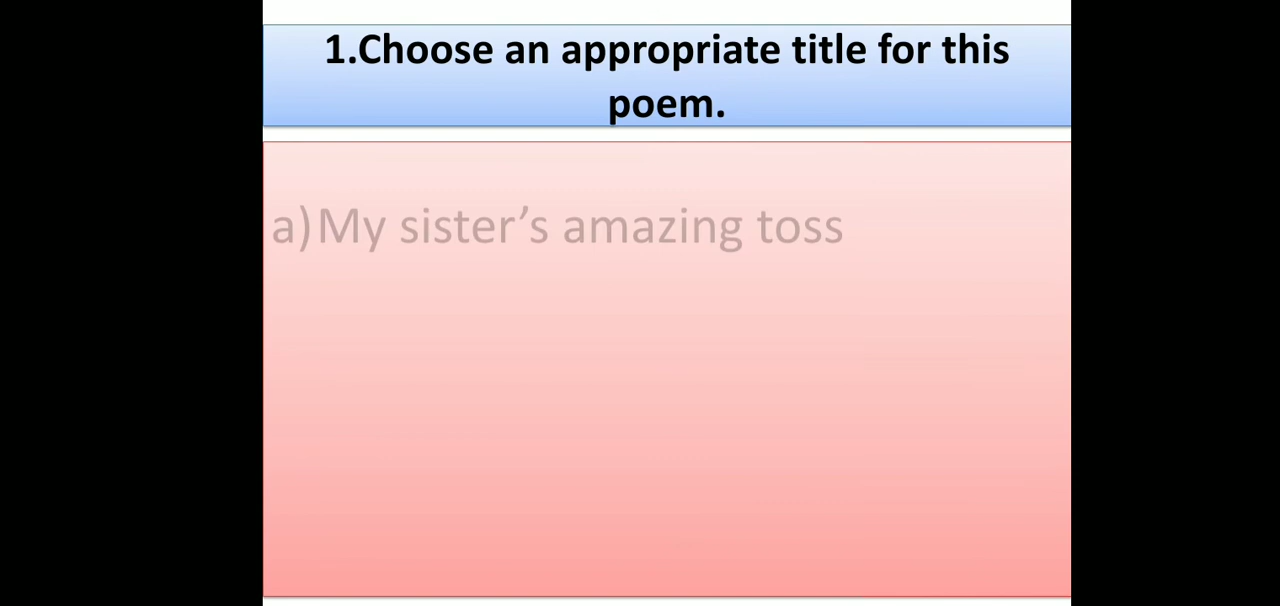 1.Choose an appropriate title for this
poem.
a)My sister’s amazing toss